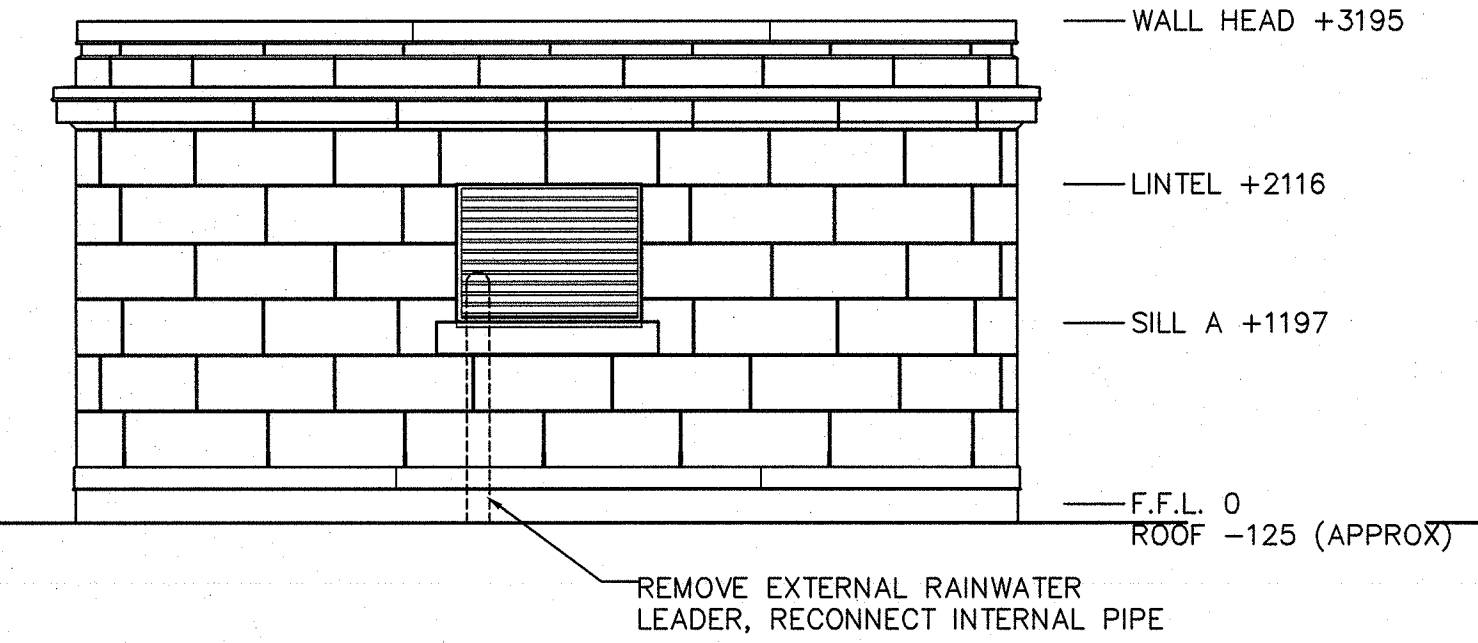 WALL HEAD +3195
LINTEL +2116
SILL A +1197
F.F.L. 0
ROOF -125 (APPROX)
REMOVE EXTERNAL RAINWATER
LEADER, RECONNECT INTERNAL PIPE